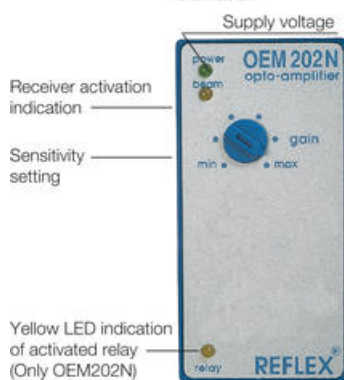 Supply voltage
power
OEM 202N
opto-amplifier
beam
Receiver activation
indication
gain
Sensitivity
setting
min
max
Yellow LED indication
of activated relay
(Only OEM202N)
relay
REFLEX®